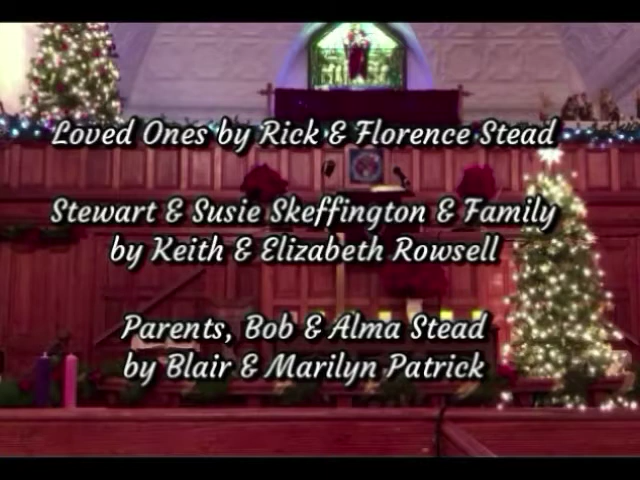 Loved Ones by Rick & Florence Stead
Stewart & Susie Skeffington & Family
by Keith & Elizabeth Rowsell
Parents, Bob & Alma Stead
by Blair & Marilyn Patrick